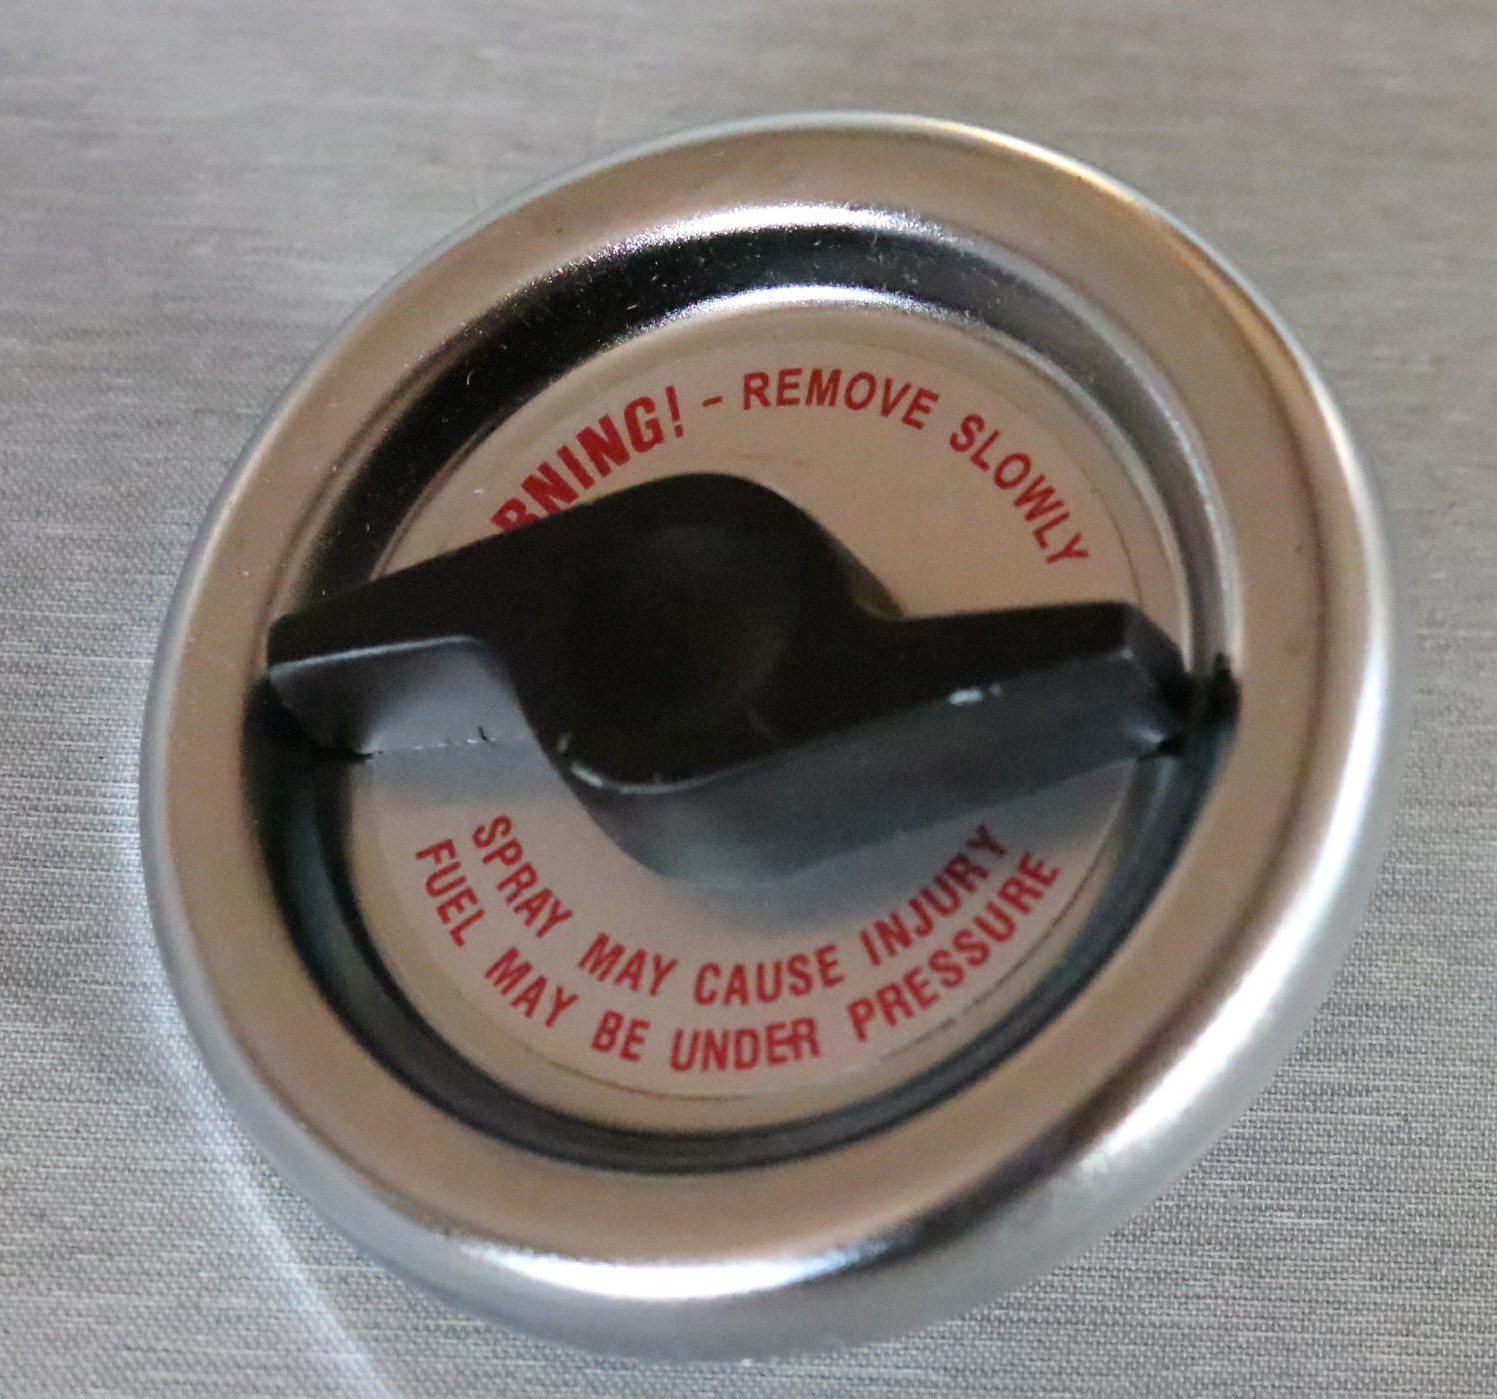 RNING! - REMOVE SLOWLY
SPRAY MAY CAUSE INJURY
FUEL MAY BE UNDER PRESSURE